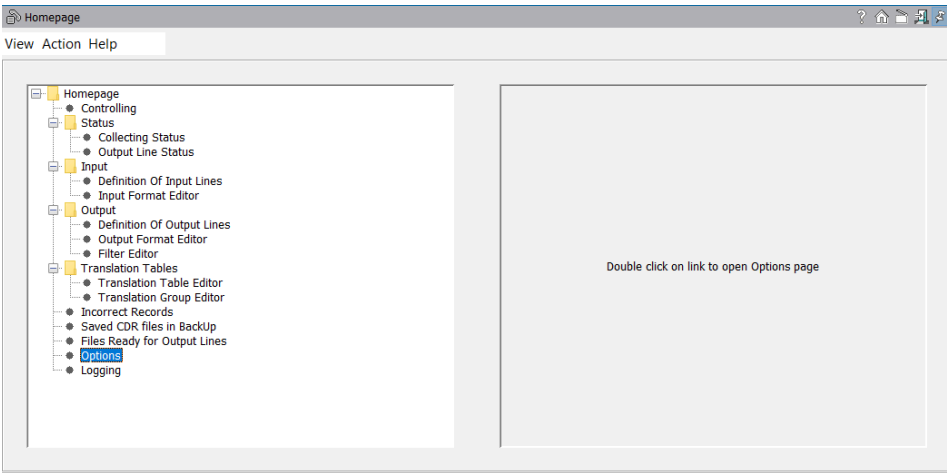 Homepage
View Action Help
Homepage
Controlling
Status
Collecting Status
Output Line Status
Input
Definition Of Input Lines
Input Format Editor
Output
Definition Of Output Lines
Output Format Editor
Filter Editor
Translation Tables
Translation Table Editor
Translation Group Editor
Incorrect Records
Saved CDR files in BackUp
Files Ready for Output Lines
Options
Logging
Double click on link to open Options page